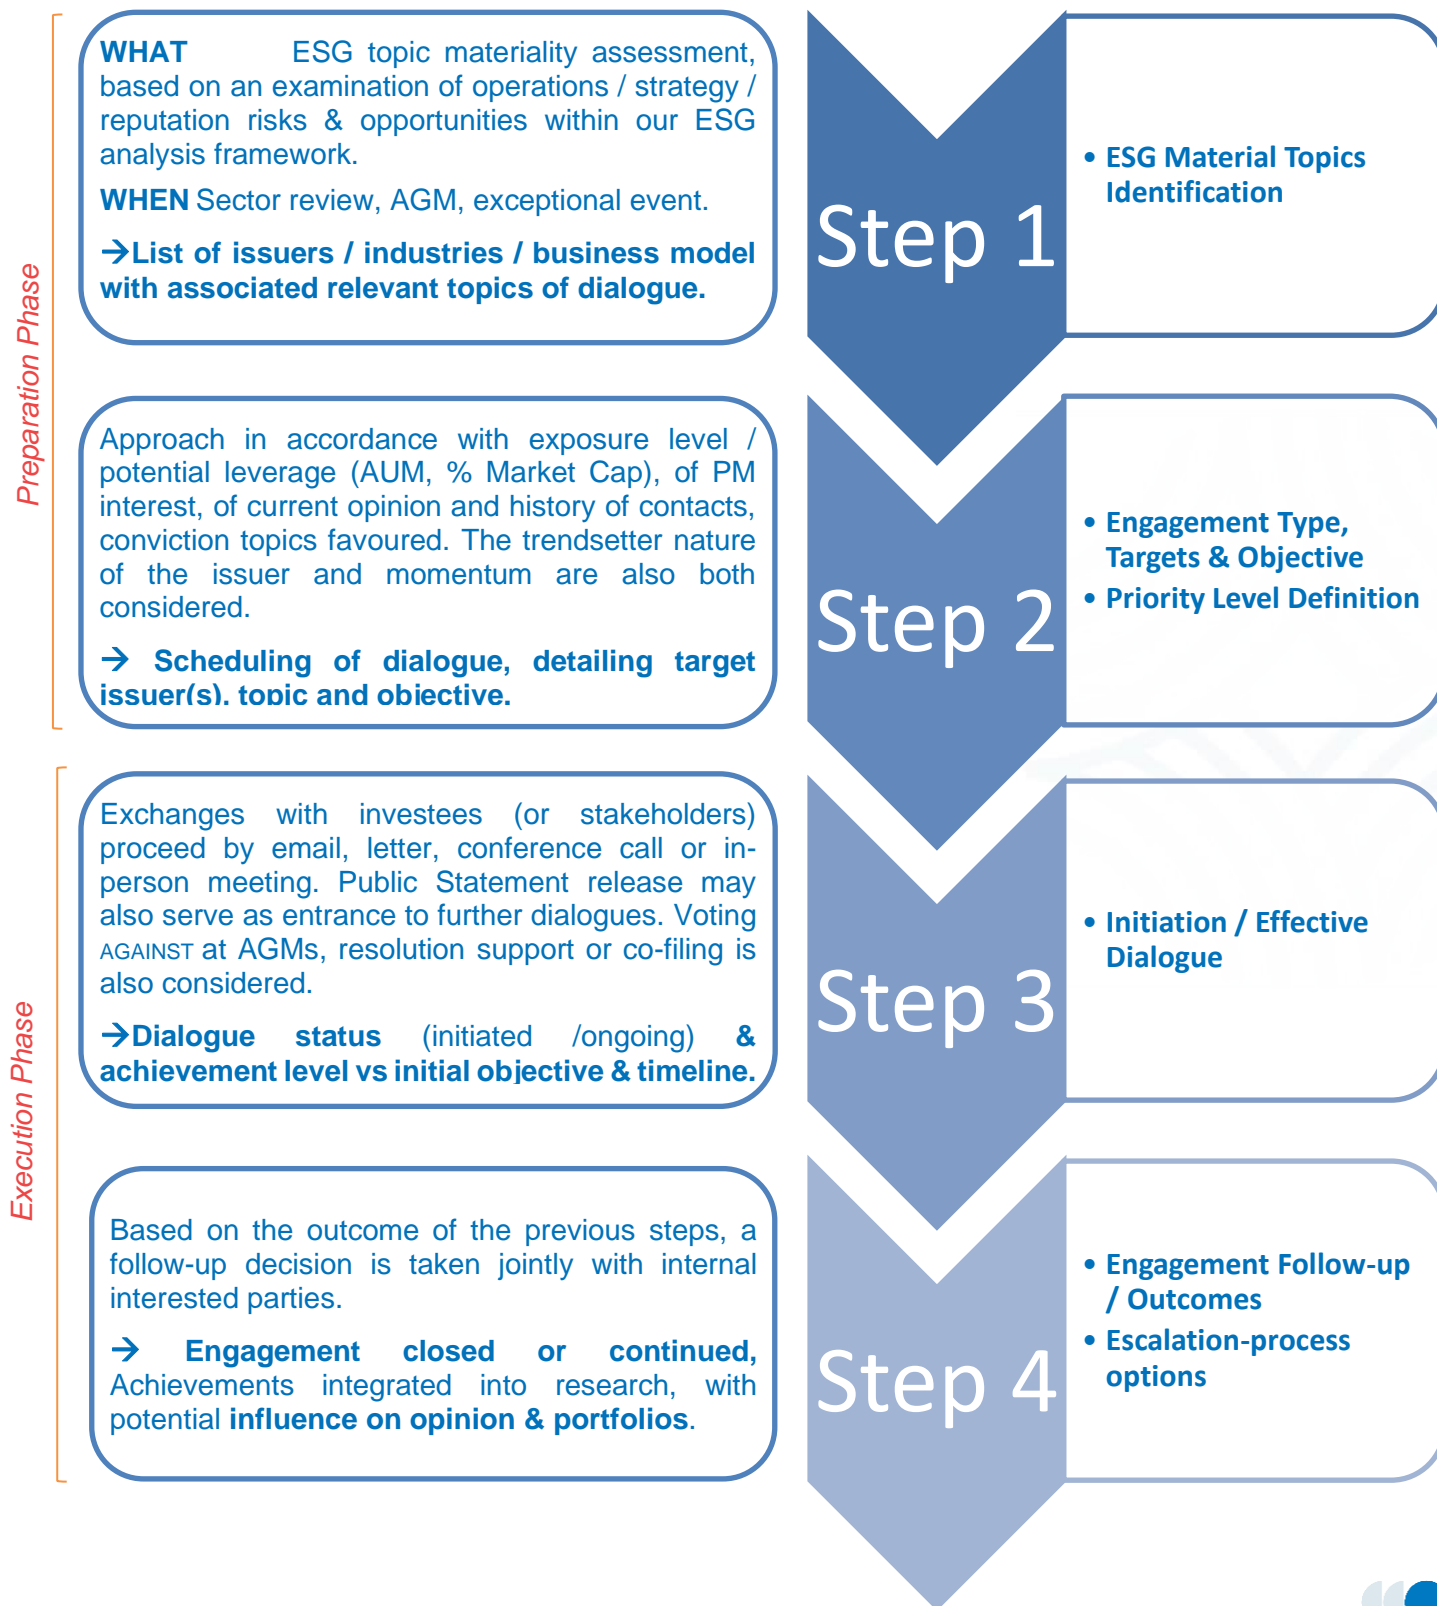 Preparation Phase
WHAT ESG topic materiality assessment,
based on an examination of operations / strategy /
reputation risks & opportunities within our ESG
analysis framework.
WHEN Sector review, AGM, exceptional event.
→List of issuers / industries / business model
with associated relevant topics of dialogue.
Step 1
• ESG Material Topics
Identification
Approach in accordance with exposure level /
potential leverage (AUM, % Market Cap), of PM
interest, of current opinion and history of contacts,
conviction topics favoured. The trendsetter nature
of the issuer and momentum are also both
considered.
→ Scheduling of dialogue, detailing target
issuer(s), topic and objective.
Step 2
• Engagement Type,
Targets & Objective
• Priority Level Definition
Execution Phase
Exchanges with investees (or stakeholders)
proceed by email, letter, conference call or in-
person meeting. Public Statement release may
also serve as entrance to further dialogues. Voting
AGAINST at AGMs, resolution support or co-filing is
also considered.
→Dialogue status (initiated /ongoing) &
achievement level vs initial objective & timeline.
Step 3
• Initiation / Effective
Dialogue
Based on the outcome of the previous steps, a
follow-up decision is taken jointly with internal
interested parties.
→ Engagement closed or continued,
Achievements integrated into research, with
potential influence on opinion & portfolios.
Step 4
• Engagement Follow-up
/ Outcomes
• Escalation-process
options